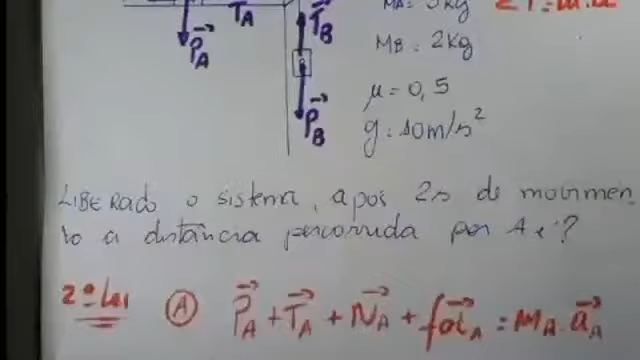 T_A
P_A
T_B
P_B
M_B = 2kg
μ = 0,5
g = 10m/s²
LIBERADO o sistema, após 2s de movimen
to a distância percorrida por A é?
2ª Lei
A P_A + T_A + N_A + fat_A = M_A . a_A